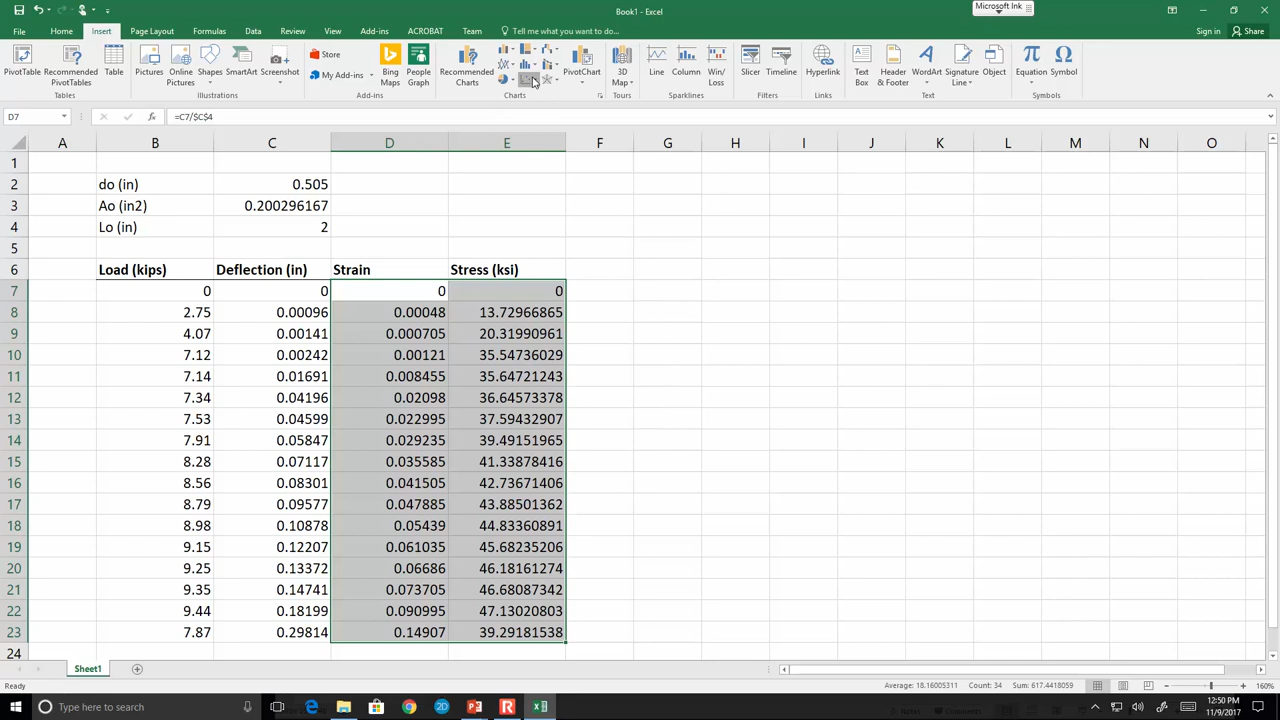 Book1 - Excel
Microsoft Ink
File Home Insert Page Layout Formulas Data Review View Add-ins ACROBAT Team Tell me what you want to do... Sign in Share
PivotTable Recommended PivotTables Table Pictures Online Pictures Shapes SmartArt Screenshot Store My Add-ins Bing Maps People Graph Recommended Charts PivotChart 3D Map Line Column Win/Loss Slicer Timeline Hyperlink Text Box Header & Footer WordArt Signature Line Object Equation Symbol
Tables Illustrations Add-ins Charts Tours Sparklines Filters Links Text Symbols
D7 fx =C7/$C$4
A B C D E F G H I J K L M N O
1
2 do (in) 0.505
3 Ao (in2) 0.200296167
4 Lo (in) 2
5
6 Load (kips) Deflection (in) Strain Stress (ksi)
7 0 0 0 0
8 2.75 0.00096 0.00048 13.72966865
9 4.07 0.00141 0.000705 20.31990961
10 7.12 0.00242 0.00121 35.54736029
11 7.14 0.01691 0.008455 35.64721243
12 7.34 0.04196 0.02098 36.64573378
13 7.53 0.04599 0.022995 37.59432907
14 7.91 0.05847 0.029235 39.49151965
15 8.28 0.07117 0.035585 41.33878416
16 8.56 0.08301 0.041505 42.73671406
17 8.79 0.09577 0.047885 43.88501362
18 8.98 0.10878 0.05439 44.83360891
19 9.15 0.12207 0.061035 45.68235206
20 9.25 0.13372 0.06686 46.18161274
21 9.35 0.14741 0.073705 46.68087342
22 9.44 0.18199 0.090995 47.13020803
23 7.87 0.29814 0.14907 39.29181538
24
Sheet1
Ready Average: 18.16005311 Count: 34 Sum: 617.4418059 160%
Type here to search 12:50 PM
11/9/2017